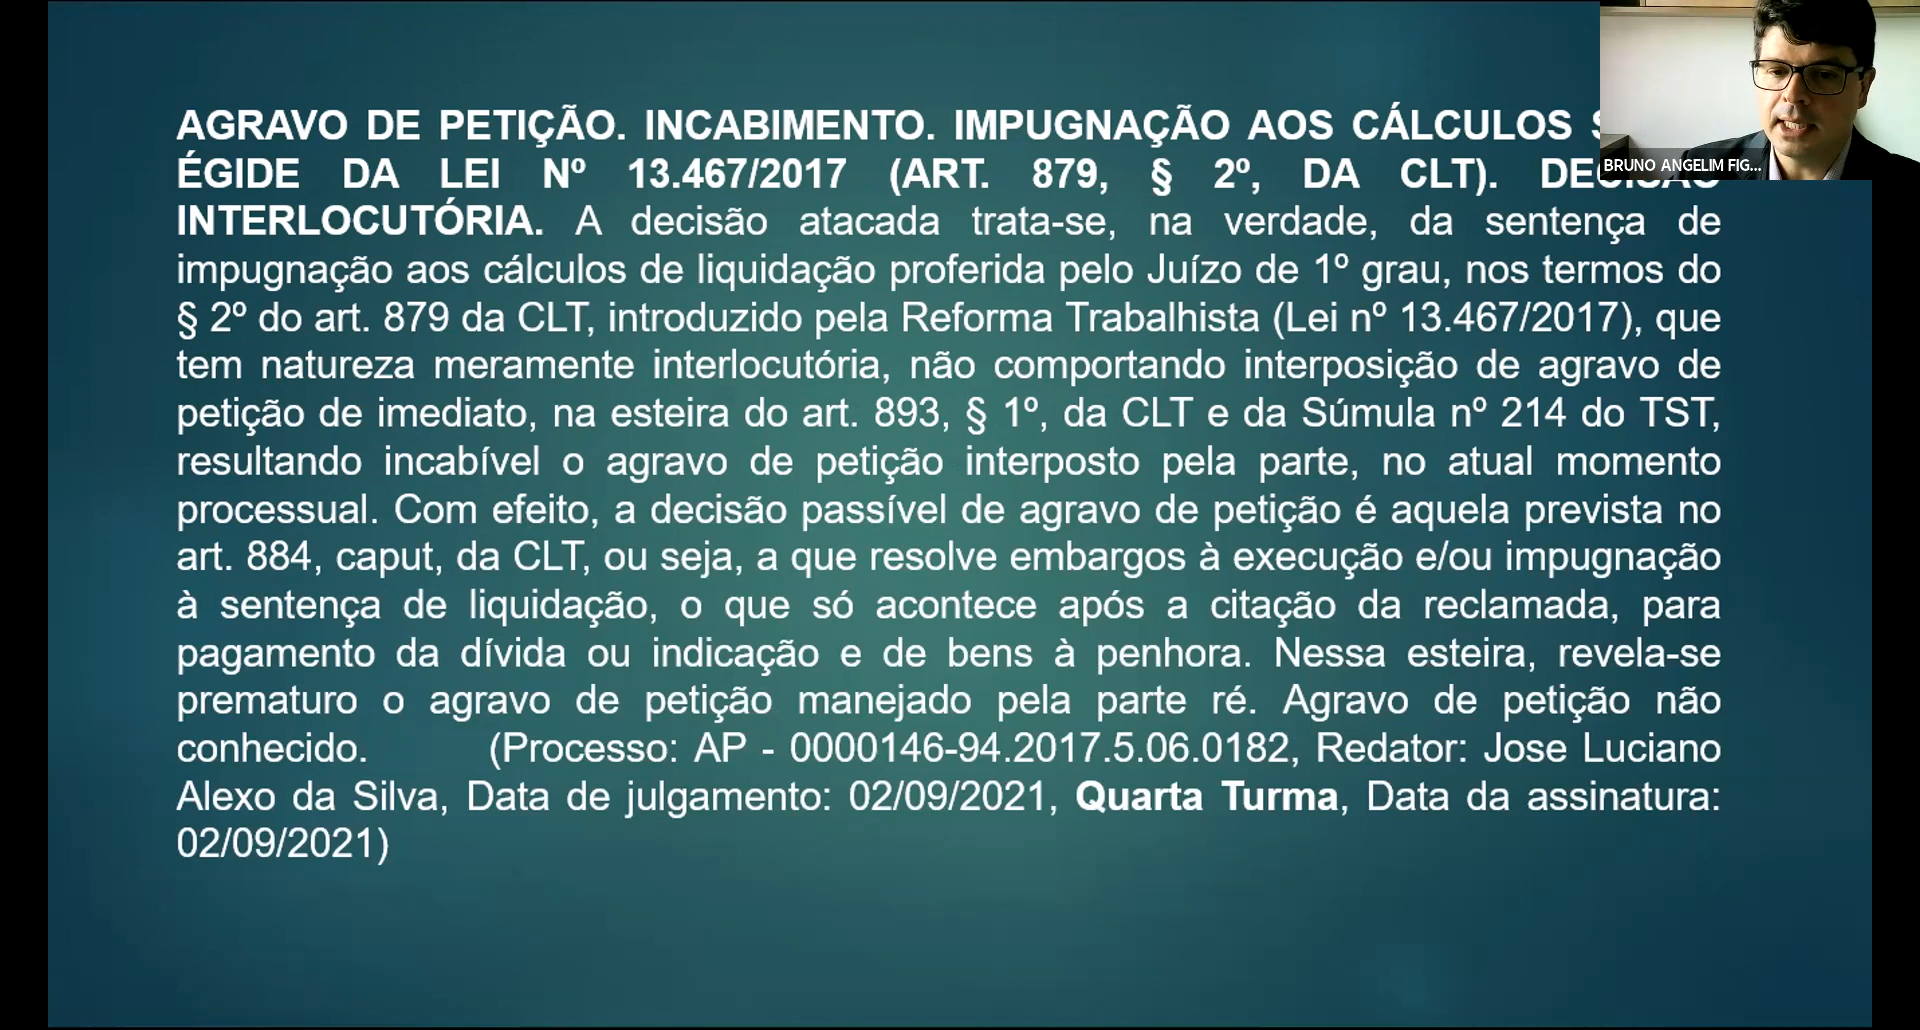 AGRAVO DE PETIÇÃO. INCABIMENTO. IMPUGNAÇÃO AOS CÁLCULOS
ÉGIDE DA LEI Nº 13.467/2017 (ART. 879, § 2º, DA CLT). DECISÃO
INTERLOCUTÓRIA. A decisão atacada trata-se, na verdade, da sentença de
impugnação aos cálculos de liquidação proferida pelo Juízo de 1º grau, nos termos do
§ 2º do art. 879 da CLT, introduzido pela Reforma Trabalhista (Lei nº 13.467/2017), que
tem natureza meramente interlocutória, não comportando interposição de agravo de
petição de imediato, na esteira do art. 893, § 1º, da CLT e da Súmula nº 214 do TST,
resultando incabível o agravo de petição interposto pela parte, no atual momento
processual. Com efeito, a decisão passível de agravo de petição é aquela prevista no
art. 884, caput, da CLT, ou seja, a que resolve embargos à execução e/ou impugnação
à sentença de liquidação, o que só acontece após a citação da reclamada, para
pagamento da dívida ou indicação e de bens à penhora. Nessa esteira, revela-se
prematuro o agravo de petição manejado pela parte ré. Agravo de petição não
conhecido. (Processo: AP - 0000146-94.2017.5.06.0182, Redator: Jose Luciano
Alexo da Silva, Data de julgamento: 02/09/2021, Quarta Turma, Data da assinatura:
02/09/2021)
BRUNO ANGELIM FIG...